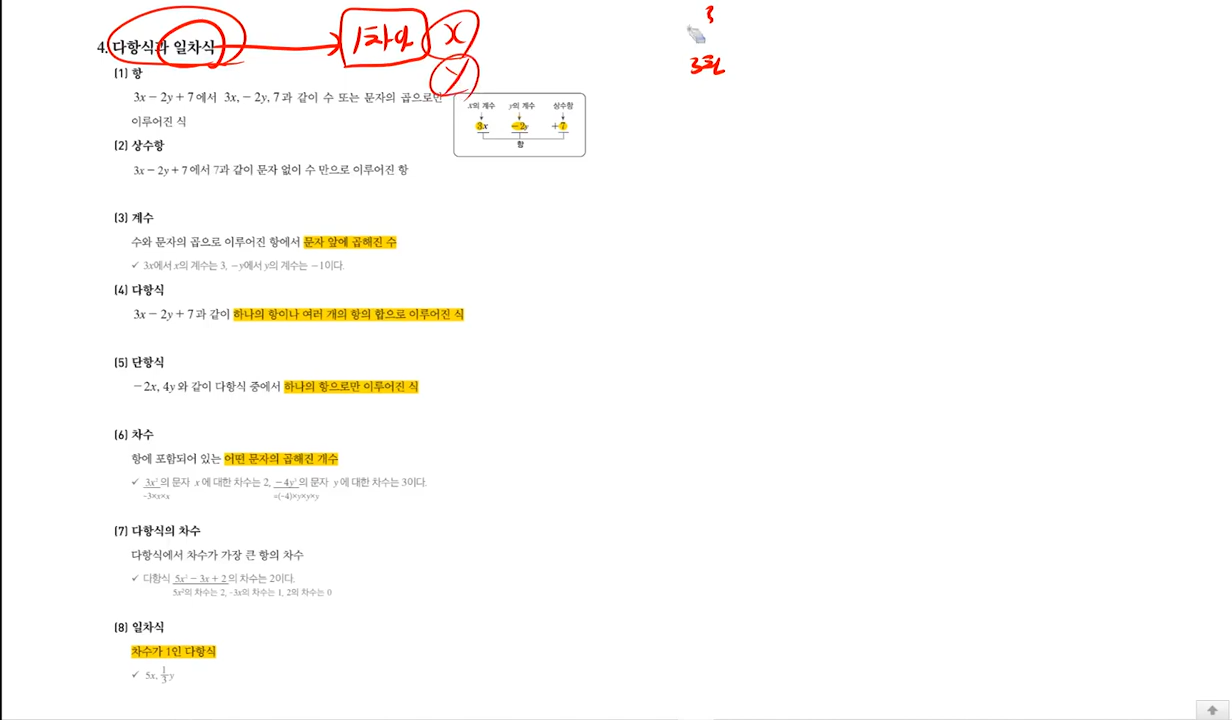 4. 다항식과 일차식
1차식 x
y
3
(1) 항
3x − 2y + 7에서 3x, −2y, 7과 같이 수 또는 문자의 곱으로만
이루어진 식
x의 계수 y의 계수 상수항
3x −2y +7
항
(2) 상수항
3x − 2y + 7에서 7과 같이 문자 없이 수 만으로 이루어진 항
(3) 계수
수와 문자의 곱으로 이루어진 항에서 문자 앞에 곱해진 수
✓ 3x에서 x의 계수는 3, −y에서 y의 계수는 −1이다.
(4) 다항식
3x − 2y + 7과 같이 하나의 항이나 여러 개의 항의 합으로 이루어진 식
(5) 단항식
−2x, 4y와 같이 다항식 중에서 하나의 항으로만 이루어진 식
(6) 차수
항에 포함되어 있는 어떤 문자의 곱해진 개수
✓ 3x²의 문자 x에 대한 차수는 2, −4y³의 문자 y에 대한 차수는 3이다.
−3×x×x =(−4)×y×y×y
(7) 다항식의 차수
다항식에서 차수가 가장 큰 항의 차수
✓ 다항식 5x² − 3x + 2의 차수는 2이다.
5x²의 차수는 2, -3x의 차수는 1, 2의 차수는 0
(8) 일차식
차수가 1인 다항식
✓ 5x, 1/3 y